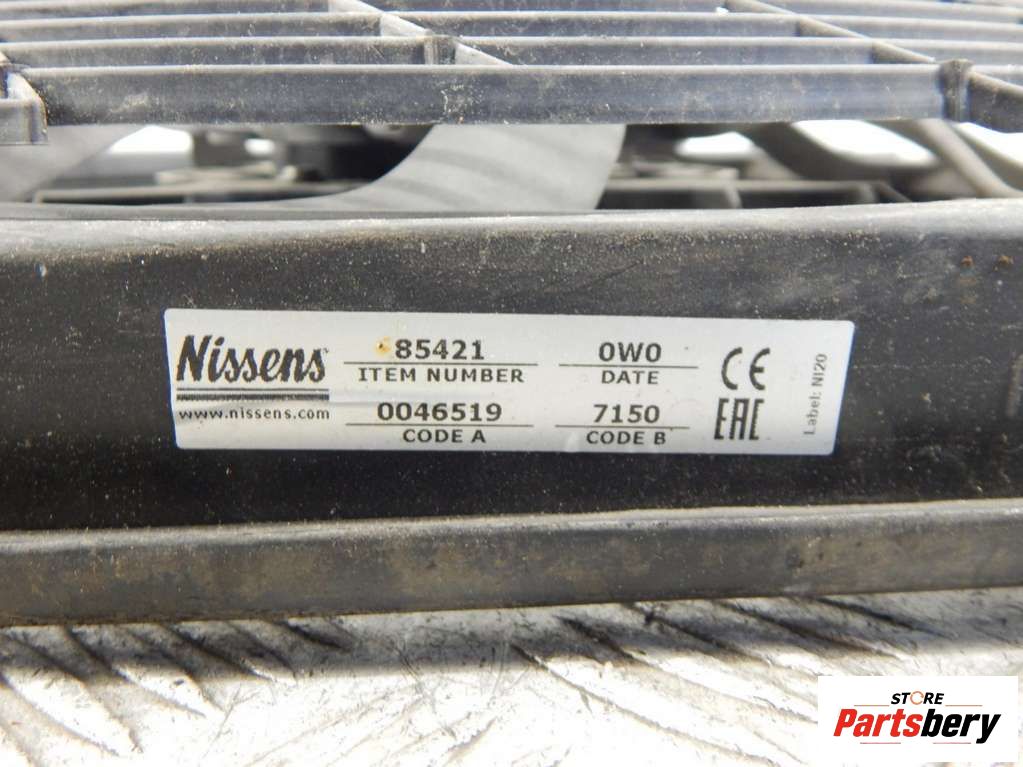 Nissens
www.nissens.com
85421
ITEM NUMBER
0046519
CODE A
0W0
DATE
7150
CODE B
CE
EAC
Label: NI20
STORE
Partsbery